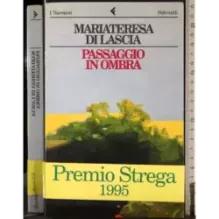 I Narratori
Feltrinelli
MARIATERESA
DI LASCIA
PASSAGGIO
IN OMBRA
Premio Strega
1995